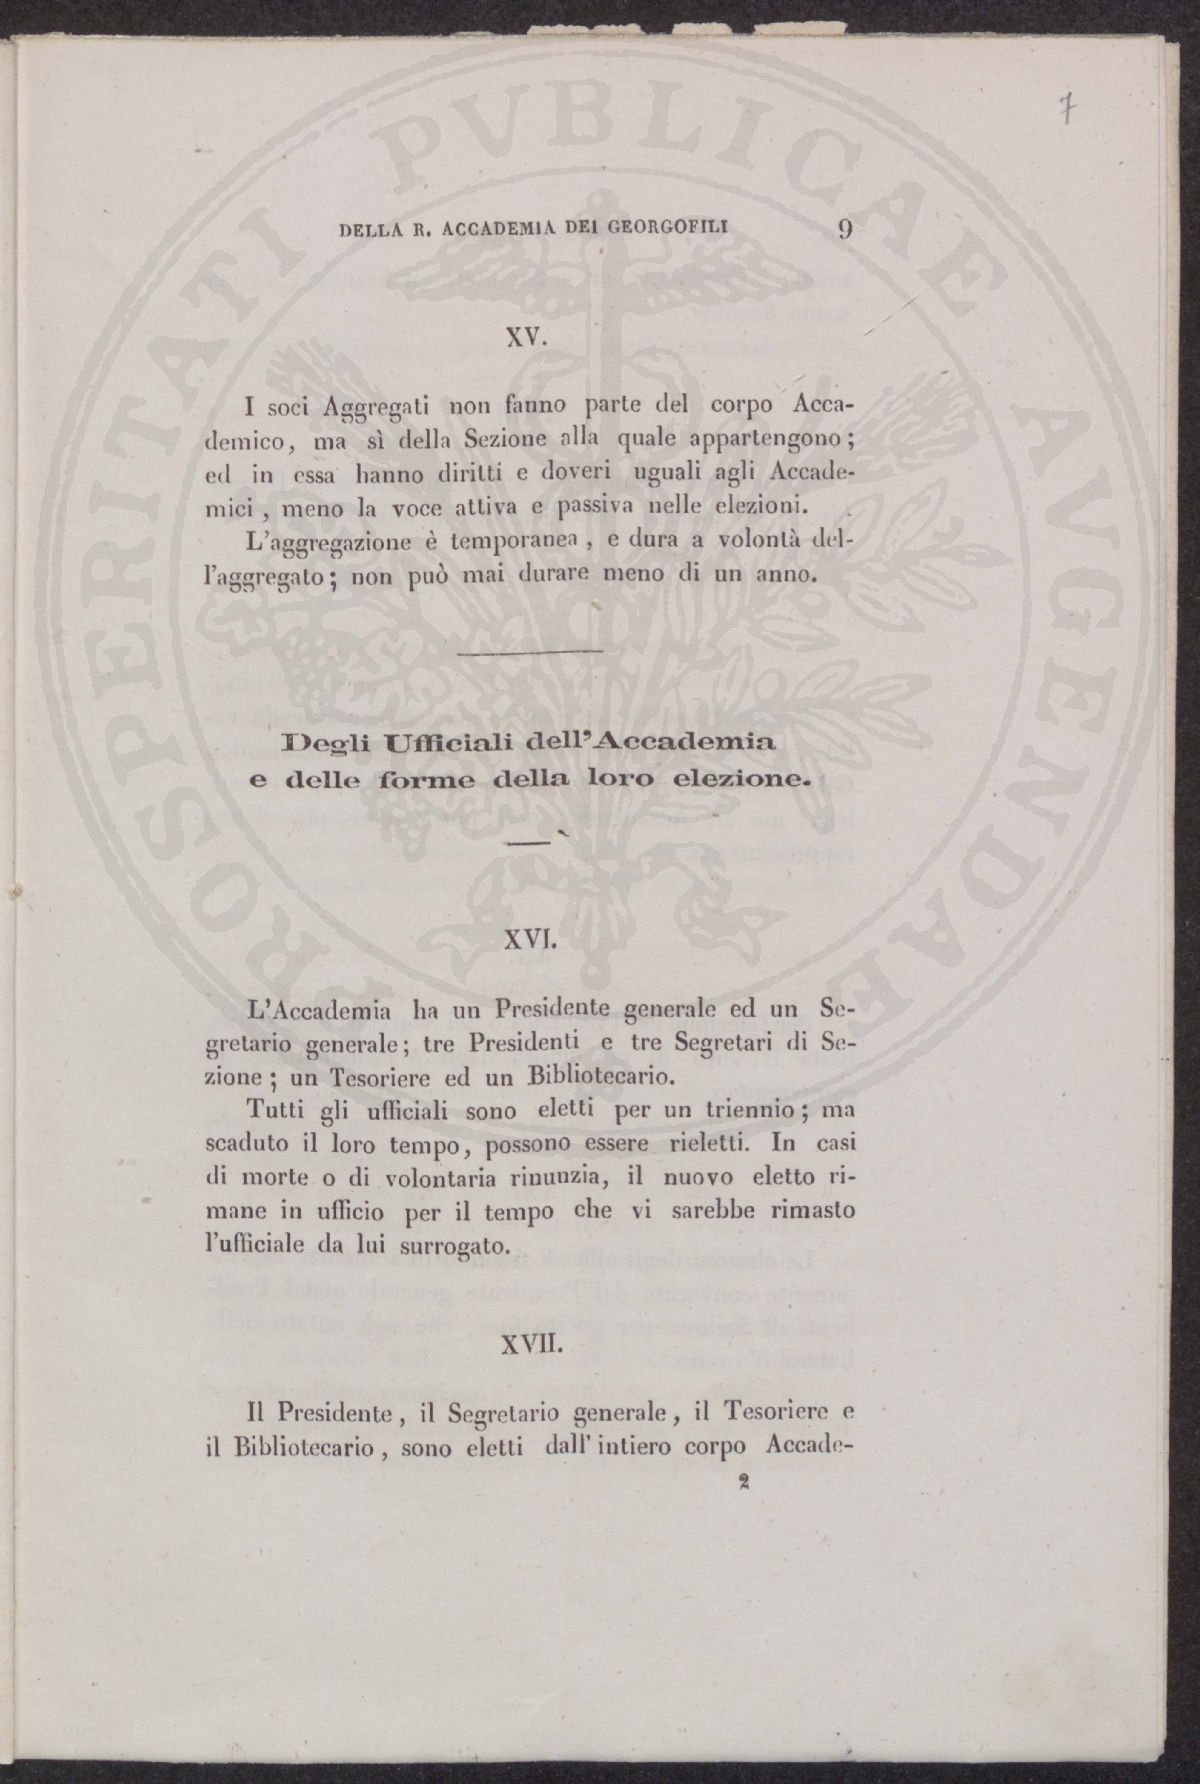 7
DELLA R. ACCADEMIA DEI GEORGOFILI 9
XV.
I soci Aggregati non fanno parte del corpo Acca-
demico, ma sì della Sezione alla quale appartengono;
ed in essa hanno diritti e doveri uguali agli Accade-
mici, meno la voce attiva e passiva nelle elezioni.
L'aggregazione è temporanea, e dura a volontà del-
l'aggregato; non può mai durare meno di un anno.
Degli Ufficiali dell'Accademia
e delle forme della loro elezione.
XVI.
L'Accademia ha un Presidente generale ed un Se-
gretario generale; tre Presidenti e tre Segretari di Se-
zione; un Tesoriere ed un Bibliotecario.
Tutti gli ufficiali sono eletti per un triennio; ma
scaduto il loro tempo, possono essere rieletti. In casi
di morte o di volontaria rinunzia, il nuovo eletto ri-
mane in ufficio per il tempo che vi sarebbe rimasto
l'ufficiale da lui surrogato.
XVII.
Il Presidente, il Segretario generale, il Tesoriere e
il Bibliotecario, sono eletti dall'intiero corpo Accade-
2
PROSPERITATI PVBLICAE AVGENDAE